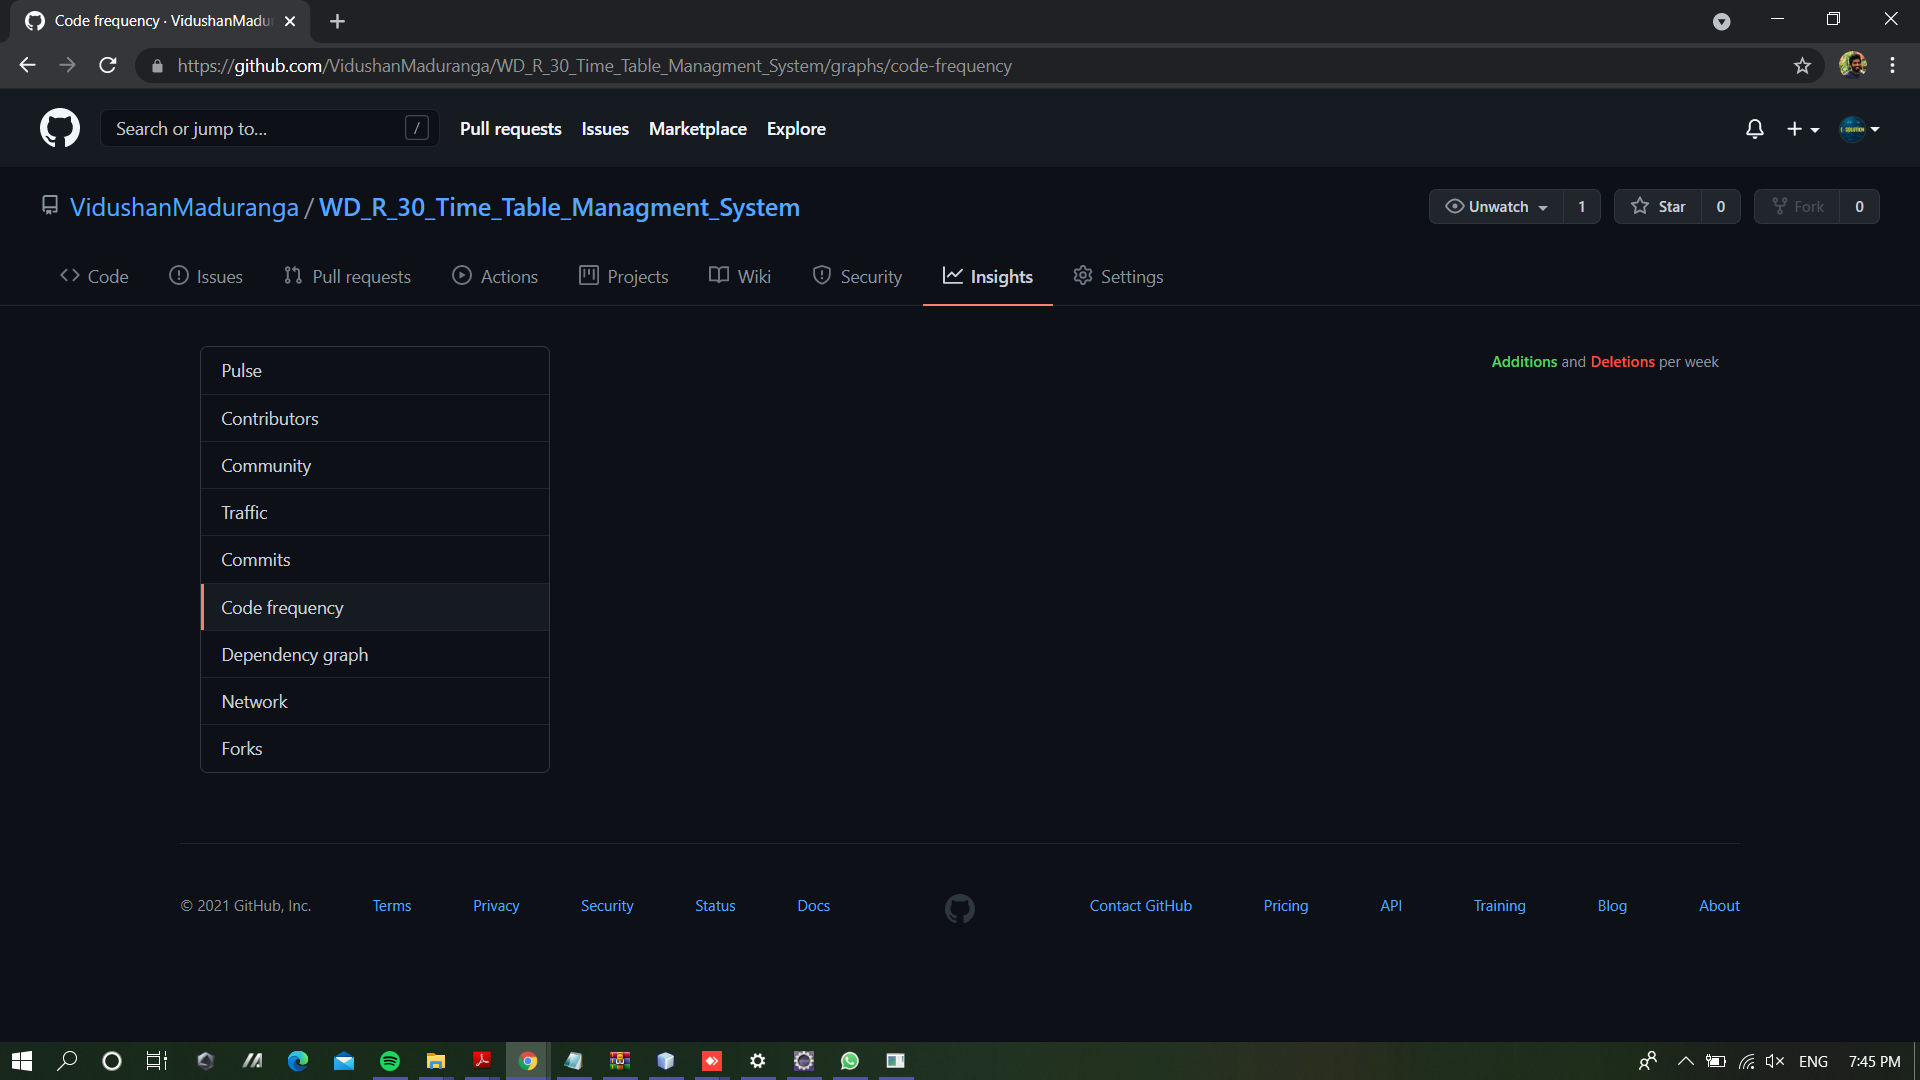 Code frequency · VidushanMadu
https://github.com/VidushanMaduranga/WD_R_30_Time_Table_Managment_System/graphs/code-frequency
Search or jump to... / Pull requests Issues Marketplace Explore
VidushanMaduranga / WD_R_30_Time_Table_Managment_System Unwatch 1 Star 0 Fork 0
Code Issues Pull requests Actions Projects Wiki Security Insights Settings
Additions and Deletions per week
Pulse
Contributors
Community
Traffic
Commits
Code frequency
Dependency graph
Network
Forks
© 2021 GitHub, Inc. Terms Privacy Security Status Docs Contact GitHub Pricing API Training Blog About
ENG 7:45 PM